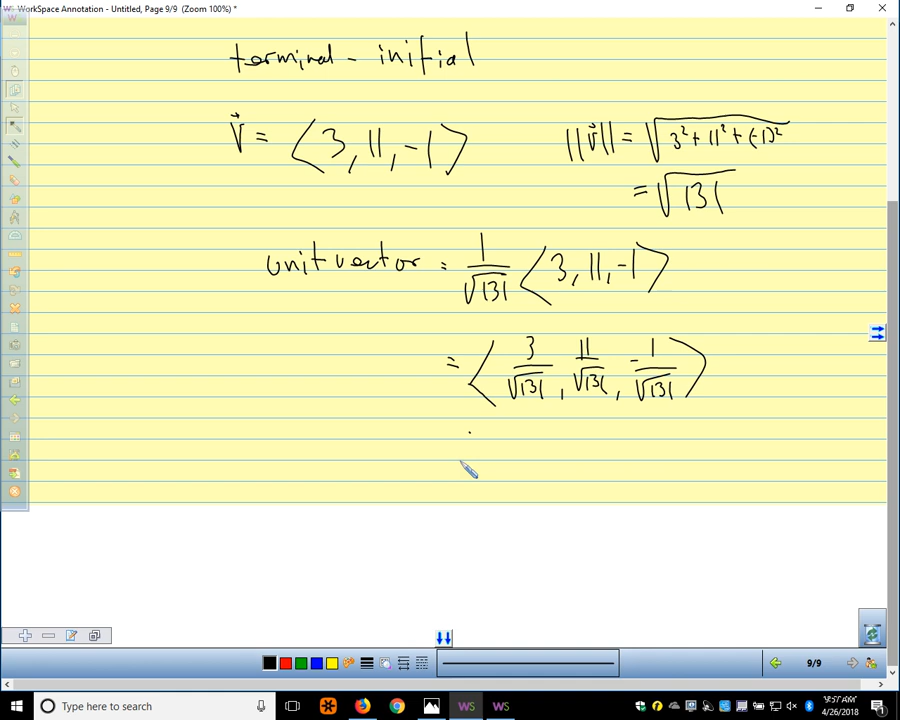 WorkSpace Annotation - Untitled, Page 9/9 (Zoom 100%) *
terminal - initial
v⃗ = ⟨3, 11, -1⟩
||v⃗|| = √(3² + 11² + (-1)²)
= √131
unit vector = 1/√131 ⟨3, 11, -1⟩
= ⟨3/√131, 11/√131, -1/√131⟩
9/9
Type here to search
WS
WS
4/26/2018